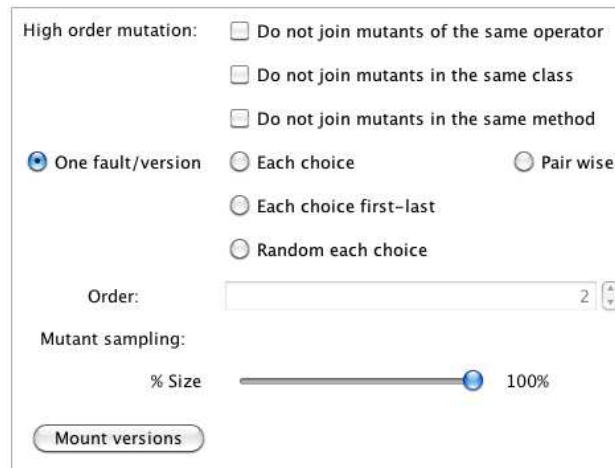 High order mutation: Do not join mutants of the same operator
Do not join mutants in the same class
Do not join mutants in the same method
One fault/version Each choice Pair wise
Each choice first-last
Random each choice
Order: 2
Mutant sampling:
% Size 100%
Mount versions